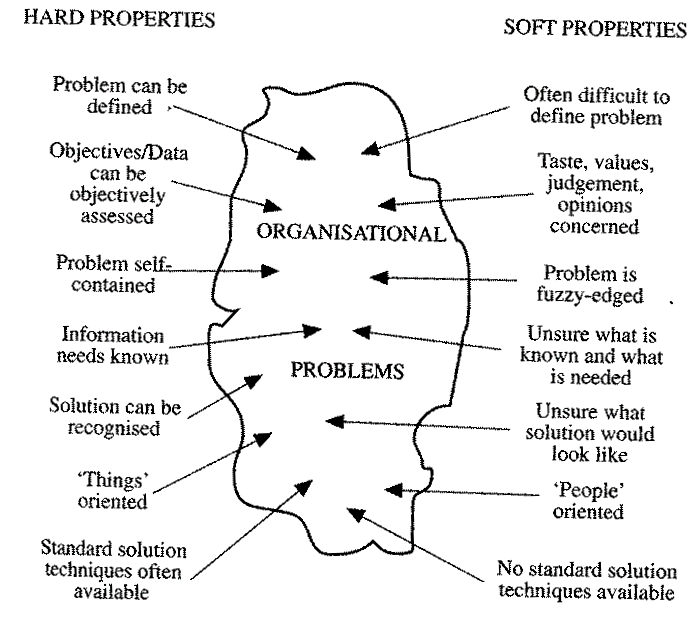 HARD PROPERTIES
SOFT PROPERTIES
Problem can be
defined
Often difficult to
define problem
Objectives/Data
can be
objectively
assessed
Taste, values,
judgement,
opinions
concerned
ORGANISATIONAL
Problem self-
contained
Problem is
fuzzy-edged
Information
needs known
Unsure what is
known and what
is needed
PROBLEMS
Solution can be
recognised
Unsure what
solution would
look like
'Things'
oriented
'People'
oriented
Standard solution
techniques often
available
No standard solution
techniques available